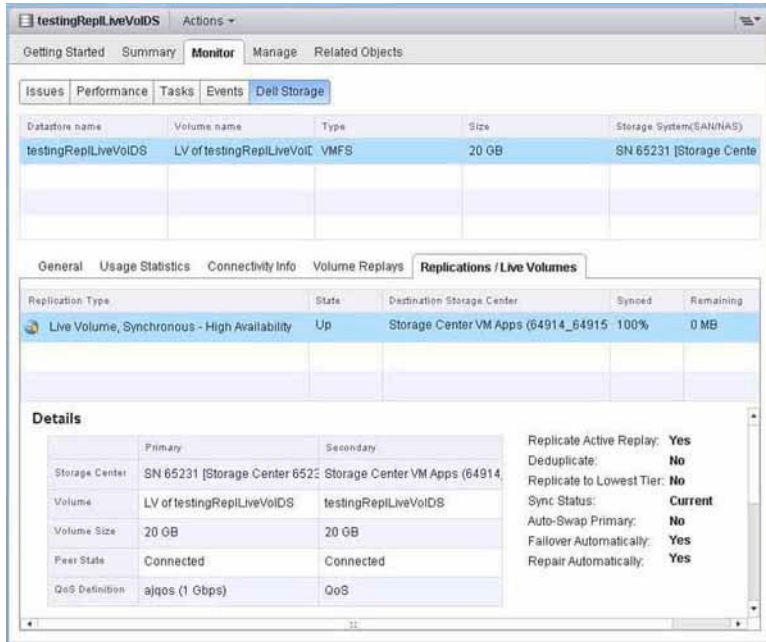 testingReplLiveVolDS Actions
Getting Started Summary Monitor Manage Related Objects
Issues Performance Tasks Events Dell Storage
Datastore name Volume name Type Size Storage System(SAN/NAS)
testingReplLiveVolDS LV of testingReplLiveVolD VMFS 20 GB SN 65231 [Storage Cente
General Usage Statistics Connectivity Info Volume Replays Replications / Live Volumes
Replication Type State Destination Storage Center Synced Remaining
Live Volume, Synchronous - High Availability Up Storage Center VM Apps (64914_64915 100% 0 MB
Details
Primary Secondary
Storage Center SN 65231 [Storage Center 6523 Storage Center VM Apps (64914_
Volume LV of testingReplLiveVolDS testingReplLiveVolDS
Volume Size 20 GB 20 GB
Peer State Connected Connected
QoS Definition ajqos (1 Gbps) QoS
Replicate Active Replay: Yes
Deduplicate: No
Replicate to Lowest Tier: No
Sync Status: Current
Auto-Swap Primary: No
Failover Automatically: Yes
Repair Automatically: Yes